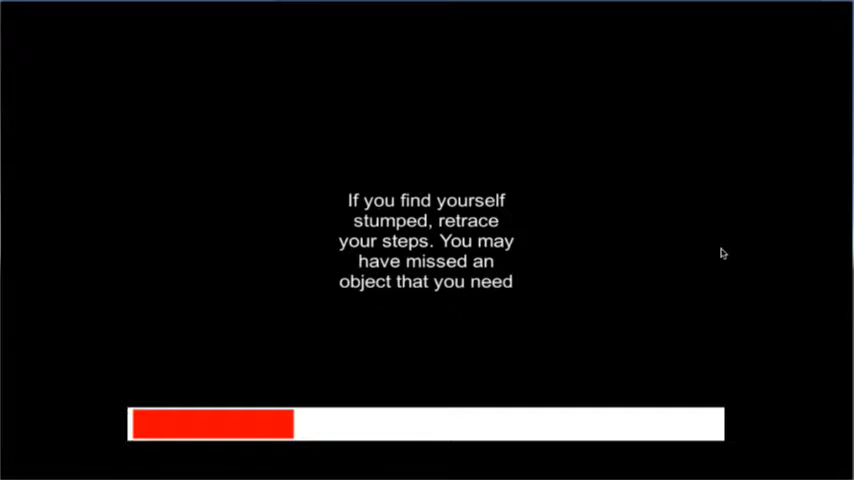 If you find yourself
stumped, retrace
your steps. You may
have missed an
object that you need